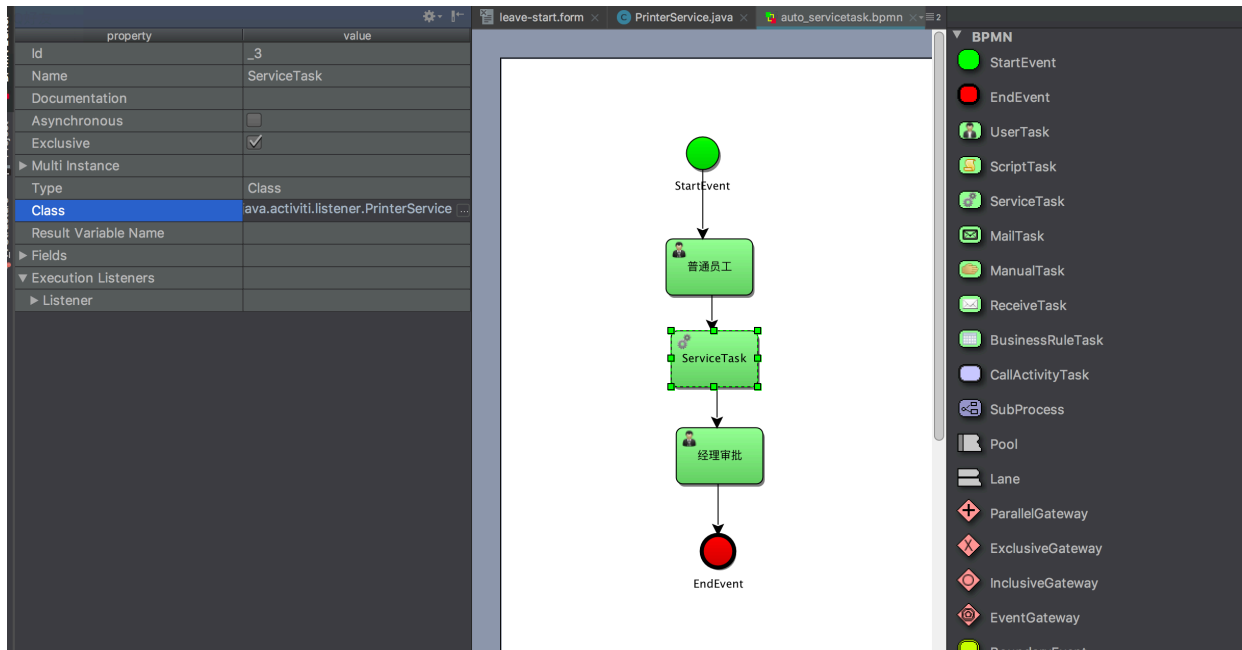 leave-start.form
PrinterService.java
auto_servicetask.bpmn
2
property value
Id _3
Name ServiceTask
Documentation
Asynchronous
Exclusive
Multi Instance
Type Class
Class ava.activiti.listener.PrinterService ...
Result Variable Name
Fields
Execution Listeners
Listener
StartEvent
普通员工
ServiceTask
经理审批
EndEvent
BPMN
StartEvent
EndEvent
UserTask
ScriptTask
ServiceTask
MailTask
ManualTask
ReceiveTask
BusinessRuleTask
CallActivityTask
SubProcess
Pool
Lane
ParallelGateway
ExclusiveGateway
InclusiveGateway
EventGateway